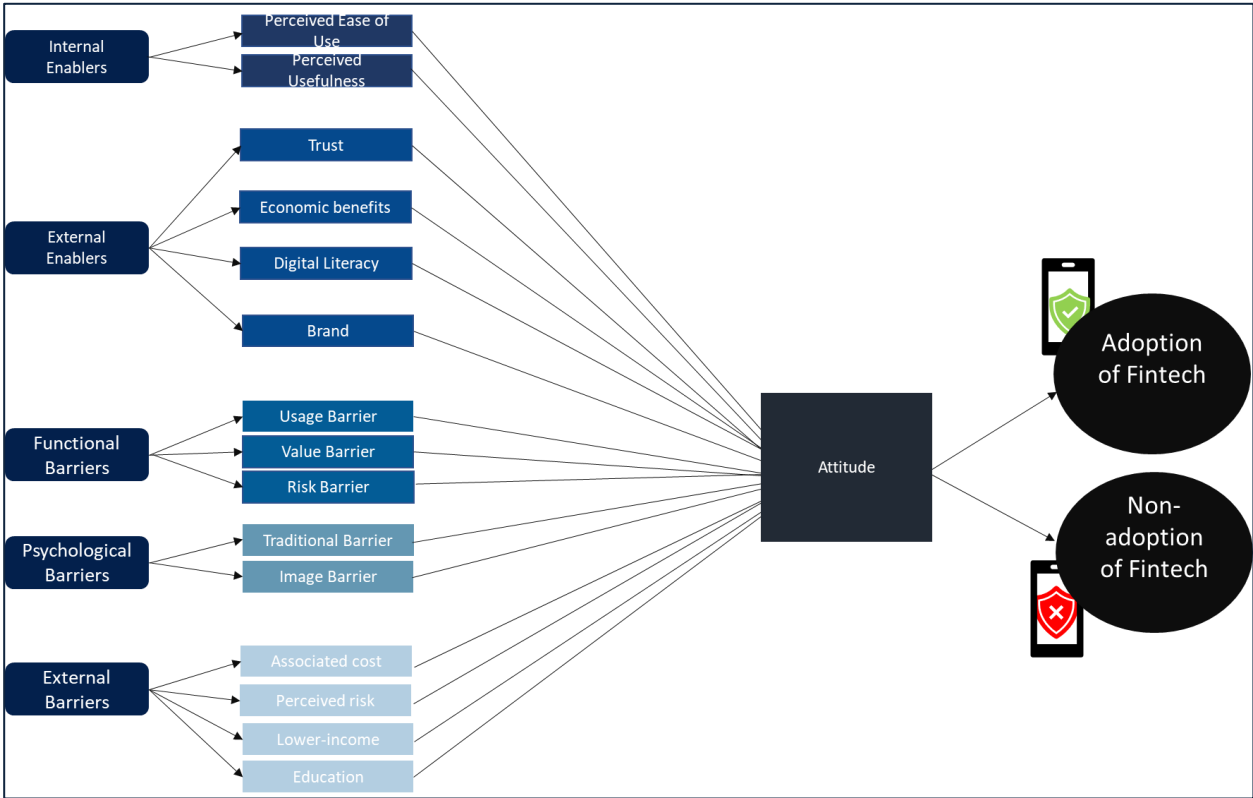 Internal
Enablers
Perceived Ease of
Use
Perceived
Usefulness
External
Enablers
Trust
Economic benefits
Digital Literacy
Brand
Functional
Barriers
Usage Barrier
Value Barrier
Risk Barrier
Psychological
Barriers
Traditional Barrier
Image Barrier
External
Barriers
Associated cost
Perceived risk
Lower-income
Education
Attitude
Adoption
of Fintech
Non-
adoption
of Fintech